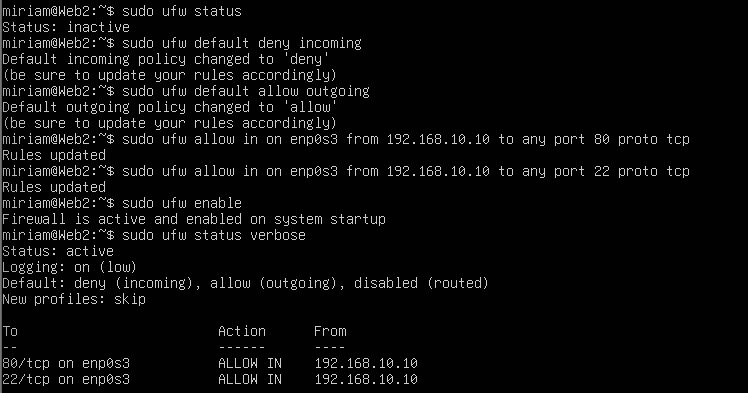 miriam@Web2:~$ sudo ufw status
Status: inactive
miriam@Web2:~$ sudo ufw default deny incoming
Default incoming policy changed to 'deny'
(be sure to update your rules accordingly)
miriam@Web2:~$ sudo ufw default allow outgoing
Default outgoing policy changed to 'allow'
(be sure to update your rules accordingly)
miriam@Web2:~$ sudo ufw allow in on enp0s3 from 192.168.10.10 to any port 80 proto tcp
Rules updated
miriam@Web2:~$ sudo ufw allow in on enp0s3 from 192.168.10.10 to any port 22 proto tcp
Rules updated
miriam@Web2:~$ sudo ufw enable
Firewall is active and enabled on system startup
miriam@Web2:~$ sudo ufw status verbose
Status: active
Logging: on (low)
Default: deny (incoming), allow (outgoing), disabled (routed)
New profiles: skip

To                         Action      From
--                         ------      ----
80/tcp on enp0s3           ALLOW IN    192.168.10.10
22/tcp on enp0s3           ALLOW IN    192.168.10.10